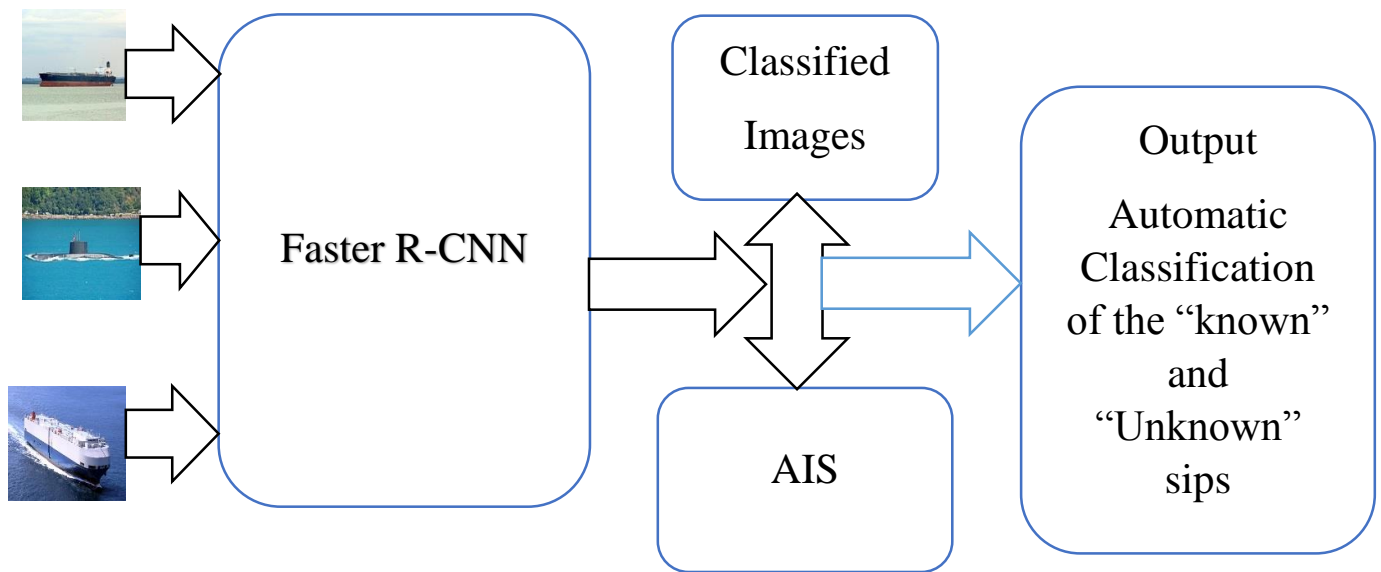 Faster R-CNN
Classified
Images
AIS
Output
Automatic
Classification
of the “known”
and
“Unknown”
sips